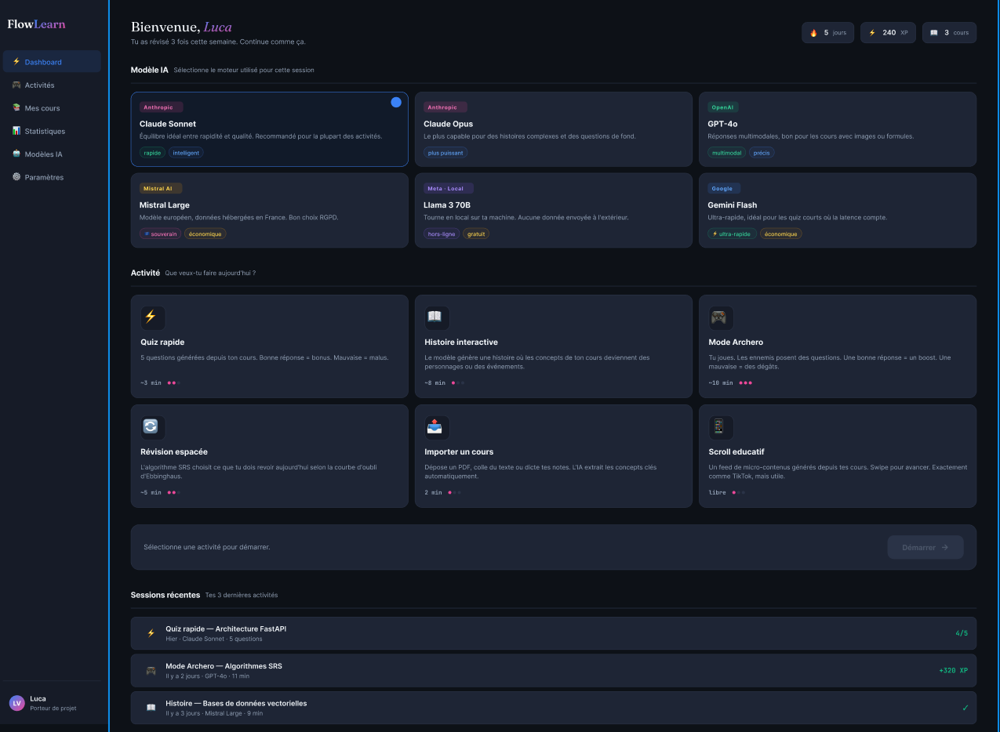 FlowLearn
Dashboard
Activités
Mes cours
Statistiques
Modèles IA
Paramètres
LV
Luca
Porteur de projet
Bienvenue, Luca
Tu as révisé 3 fois cette semaine. Continue comme ça.
5 jours
240 XP
3 cours
Modèle IA Sélectionne le moteur utilisé pour cette session
Anthropic
Claude Sonnet
Équilibre idéal entre rapidité et qualité. Recommandé pour la plupart des activités.
rapide intelligent
Anthropic
Claude Opus
Le plus capable pour des histoires complexes et des questions de fond.
plus puissant
OpenAI
GPT-4o
Réponses multimodales, bon pour les cours avec images ou formules.
multimodal précis
Mistral AI
Mistral Large
Modèle européen, données hébergées en France. Bon choix RGPD.
souverain économique
Meta · Local
Llama 3 70B
Tourne en local sur ta machine. Aucune donnée envoyée à l'extérieur.
hors-ligne gratuit
Google
Gemini Flash
Ultra-rapide, idéal pour les quiz courts où la latence compte.
ultra-rapide économique
Activité Que veux-tu faire aujourd'hui ?
Quiz rapide
5 questions générées depuis ton cours. Bonne réponse = bonus. Mauvaise = malus.
~3 min
Histoire interactive
Le modèle génère une histoire où les concepts de ton cours deviennent des
personnages ou des événements.
~8 min
Mode Archero
Tu joues. Les ennemis posent des questions. Une bonne réponse = un boost. Une
mauvaise = des dégâts.
~10 min
Révision espacée
L'algorithme SRS choisit ce que tu dois revoir aujourd'hui selon la courbe d'oubli
d'Ebbinghaus.
~5 min
Importer un cours
Dépose un PDF, colle du texte ou dicte tes notes. L'IA extrait les concepts clés
automatiquement.
2 min
Scroll educatif
Un feed de micro-contenus générés depuis tes cours. Swipe pour avancer. Exactement
comme TikTok, mais utile.
libre
Sélectionne une activité pour démarrer.
Démarrer →
Sessions récentes Tes 3 dernières activités
Quiz rapide — Architecture FastAPI
Hier · Claude Sonnet · 5 questions
4/5
Mode Archero — Algorithmes SRS
Il y a 2 jours · GPT-4o · 11 min
+320 XP
Histoire — Bases de données vectorielles
Il y a 3 jours · Mistral Large · 9 min
✓